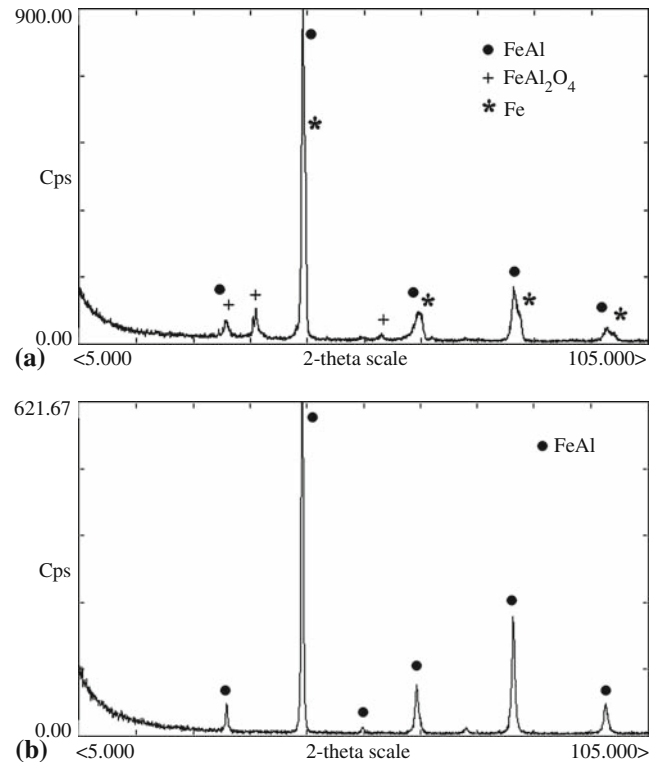 900.00
● FeAl
+ FeAl₂O₄
* Fe
Cps
0.00
(a) <5.000 2-theta scale 105.000>
621.67
● FeAl
Cps
0.00
(b) <5.000 2-theta scale 105.000>